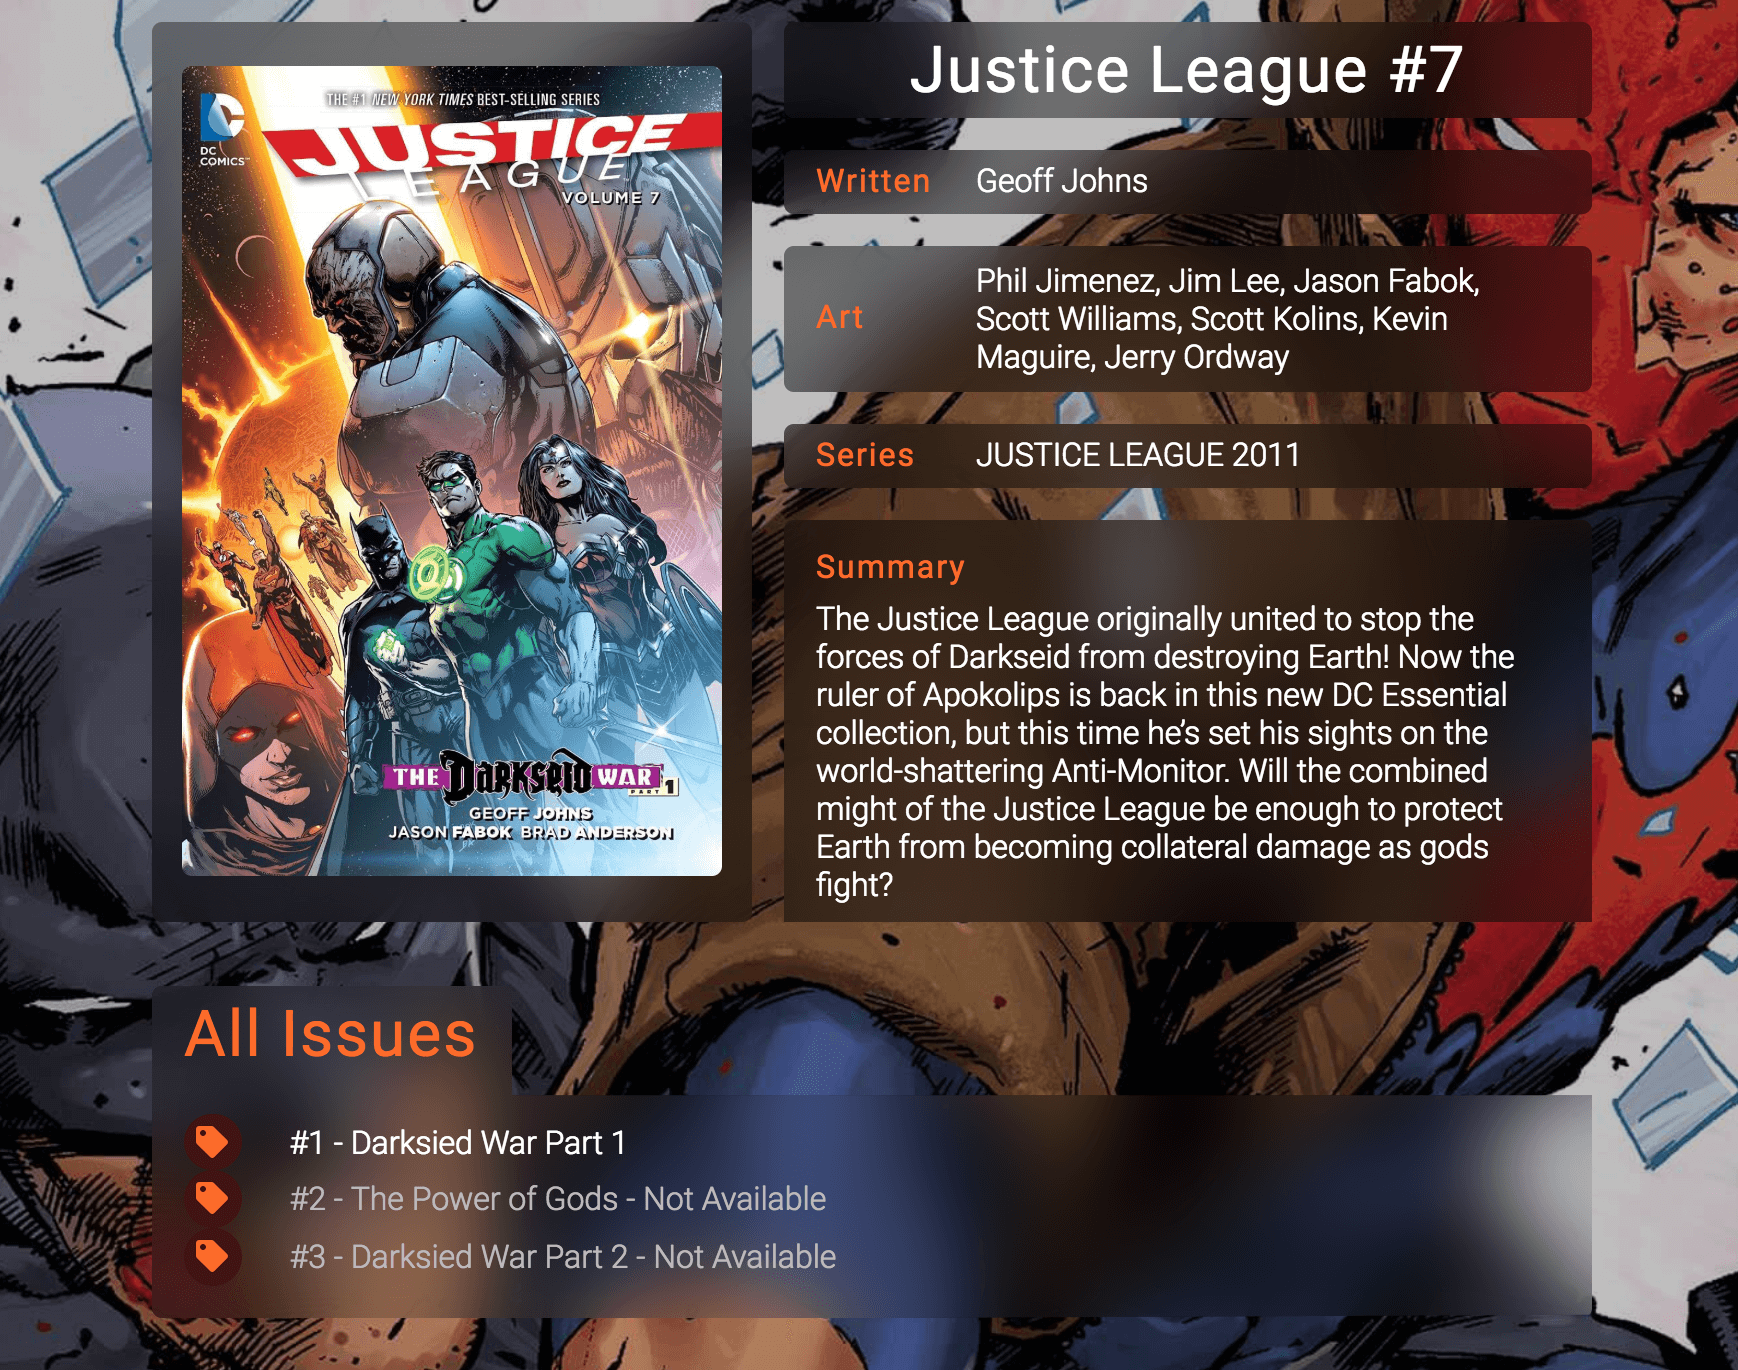 THE #1 NEW YORK TIMES BEST-SELLING SERIES
DC
COMICS™
JUSTICE
LEAGUE
VOLUME 7
THE DARKSEID WAR
PART 1
GEOFF JOHNS
JASON FABOK BRAD ANDERSON
Justice League #7
Written Geoff Johns
Art
Phil Jimenez, Jim Lee, Jason Fabok,
Scott Williams, Scott Kolins, Kevin
Maguire, Jerry Ordway
Series JUSTICE LEAGUE 2011
Summary
The Justice League originally united to stop the
forces of Darkseid from destroying Earth! Now the
ruler of Apokolips is back in this new DC Essential
collection, but this time he’s set his sights on the
world-shattering Anti-Monitor. Will the combined
might of the Justice League be enough to protect
Earth from becoming collateral damage as gods
fight?
All Issues
#1 - Darksied War Part 1
#2 - The Power of Gods - Not Available
#3 - Darksied War Part 2 - Not Available